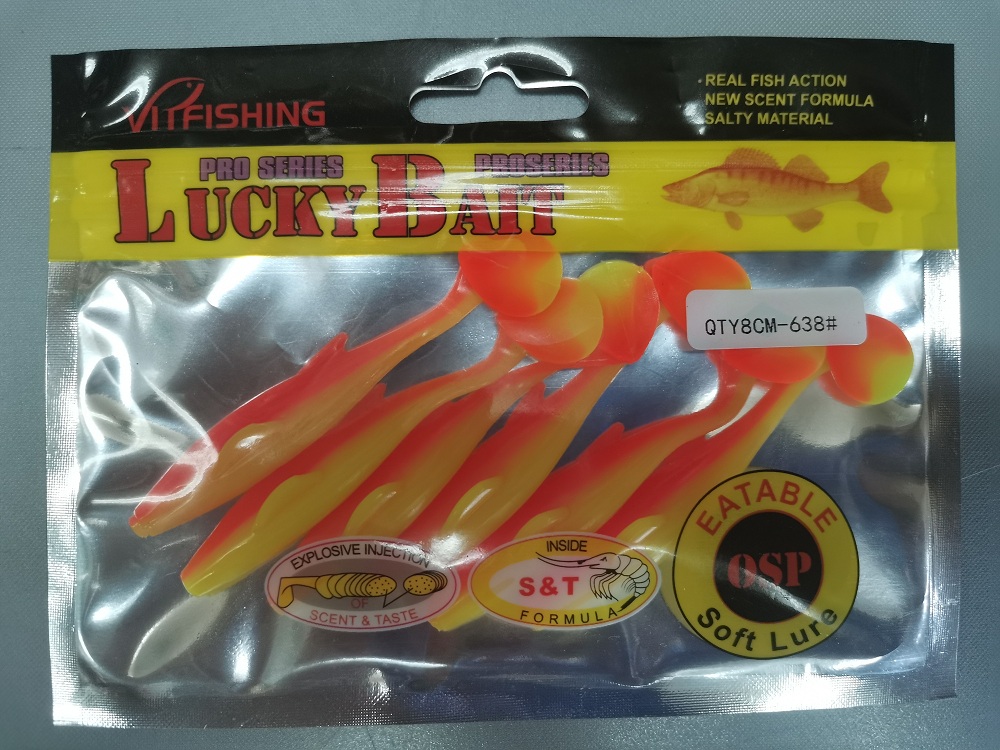 VITFISHING
· REAL FISH ACTION
NEW SCENT FORMULA
SALTY MATERIAL
PRO SERIES PROSERIES
LUCKY BAIT
QTY8CM-638#
EXPLOSIVE INJECTION
OF
SCENT & TASTE
INSIDE
S&T
FORMULA
EATABLE
OSP
Soft Lure